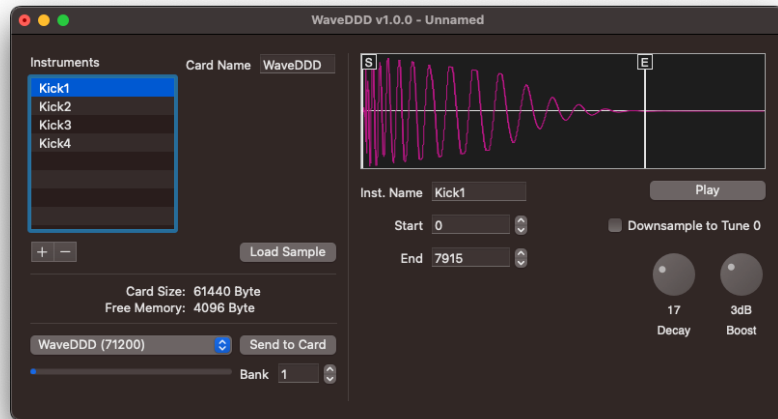 WaveDDD v1.0.0 - Unnamed
Instruments
Card Name WaveDDD
Kick1
Kick2
Kick3
Kick4
+ −
Load Sample
Card Size: 61440 Byte
Free Memory: 4096 Byte
WaveDDD (71200)
Send to Card
Bank 1
S
E
Inst. Name Kick1
Play
Start 0
Downsample to Tune 0
End 7915
17
3dB
Decay
Boost